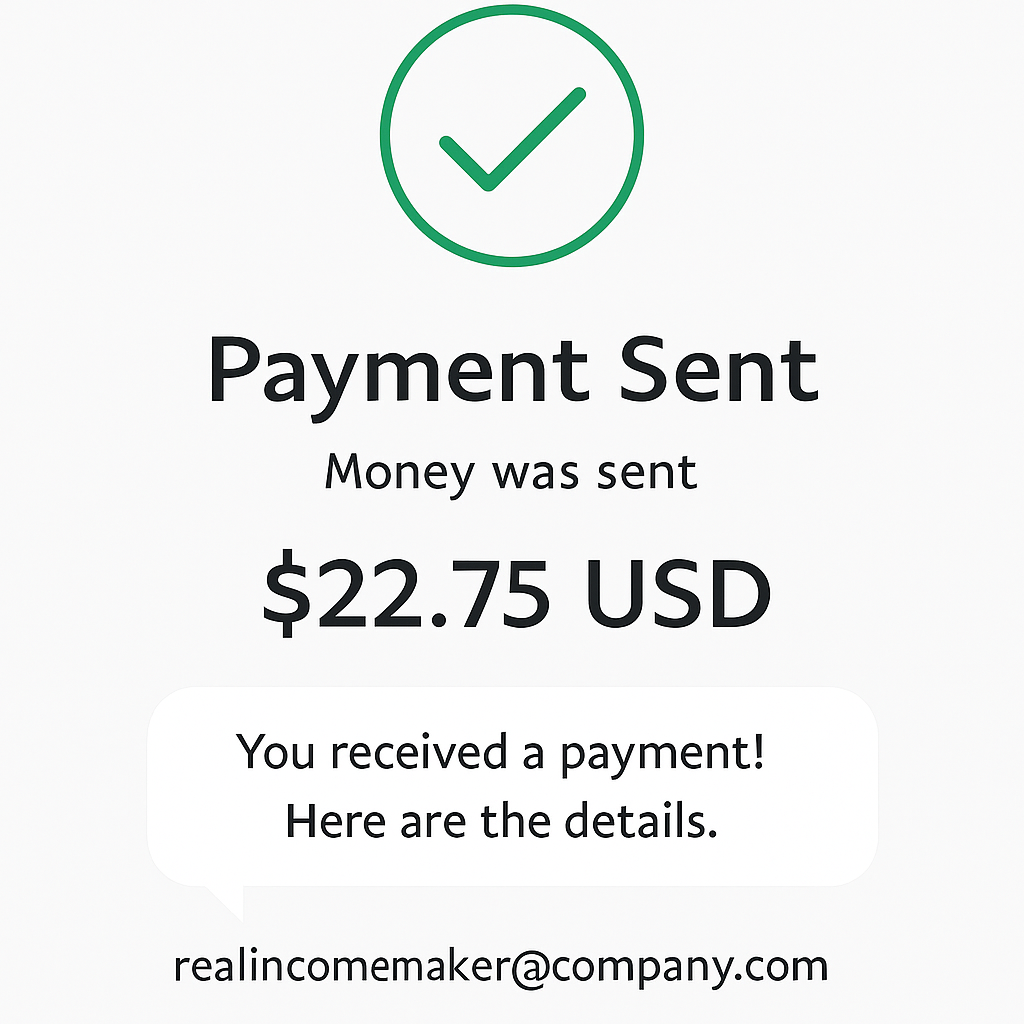 Payment Sent
Money was sent
$22.75 USD
You received a payment!
Here are the details.
realincomemaker@company.com